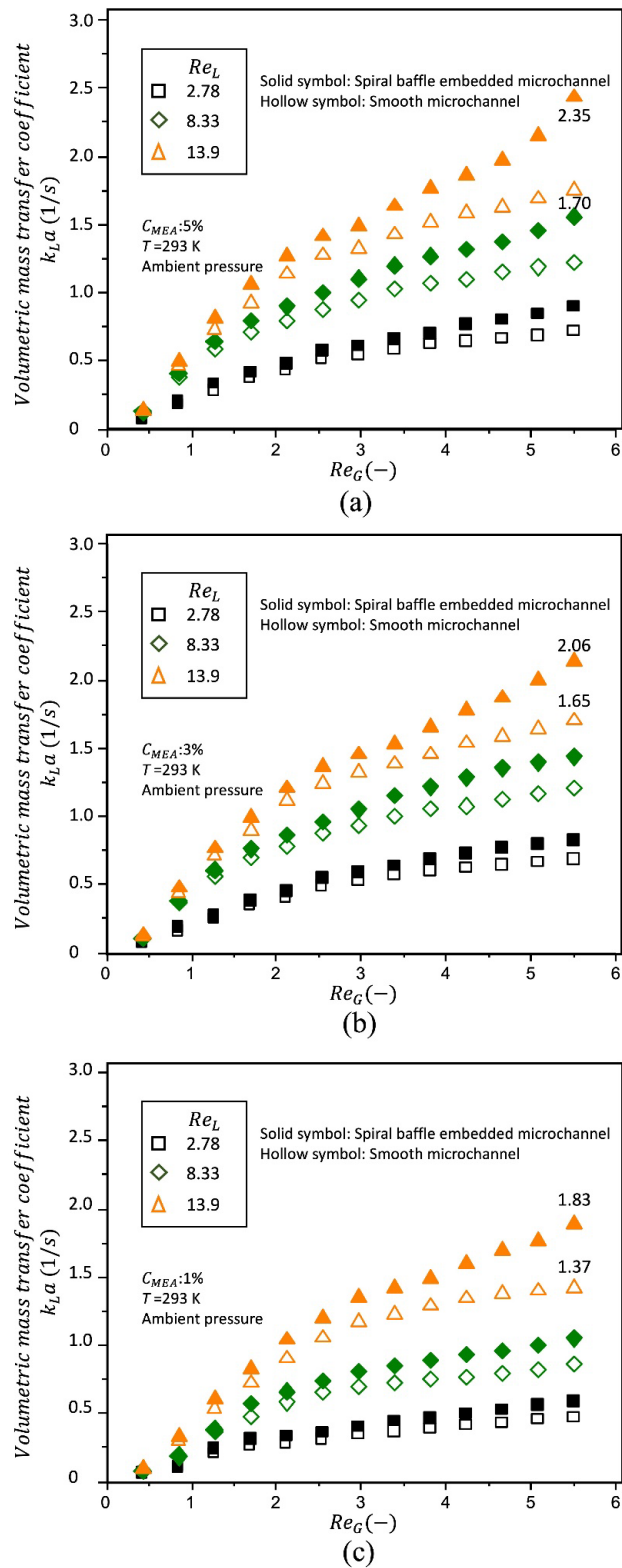 3.0
2.5
2.0
1.5
1.0
0.5
0
Volumetric mass transfer coefficient
k_L a (1/s)
Re_L
2.78
8.33
13.9
Solid symbol: Spiral baffle embedded microchannel
Hollow symbol: Smooth microchannel
2.35
1.70
C_MEA:5%
T=293 K
Ambient pressure
0 1 2 3 4 5 6
Re_G(−)
(a)
3.0
2.5
2.0
1.5
1.0
0.5
0
Volumetric mass transfer coefficient
k_L a (1/s)
Re_L
2.78
8.33
13.9
Solid symbol: Spiral baffle embedded microchannel
Hollow symbol: Smooth microchannel
2.06
1.65
C_MEA:3%
T=293 K
Ambient pressure
0 1 2 3 4 5 6
Re_G(−)
(b)
3.0
2.5
2.0
1.5
1.0
0.5
0
Volumetric mass transfer coefficient
k_L a (1/s)
Re_L
2.78
8.33
13.9
Solid symbol: Spiral baffle embedded microchannel
Hollow symbol: Smooth microchannel
1.83
1.37
C_MEA:1%
T=293 K
Ambient pressure
0 1 2 3 4 5 6
Re_G(−)
(c)